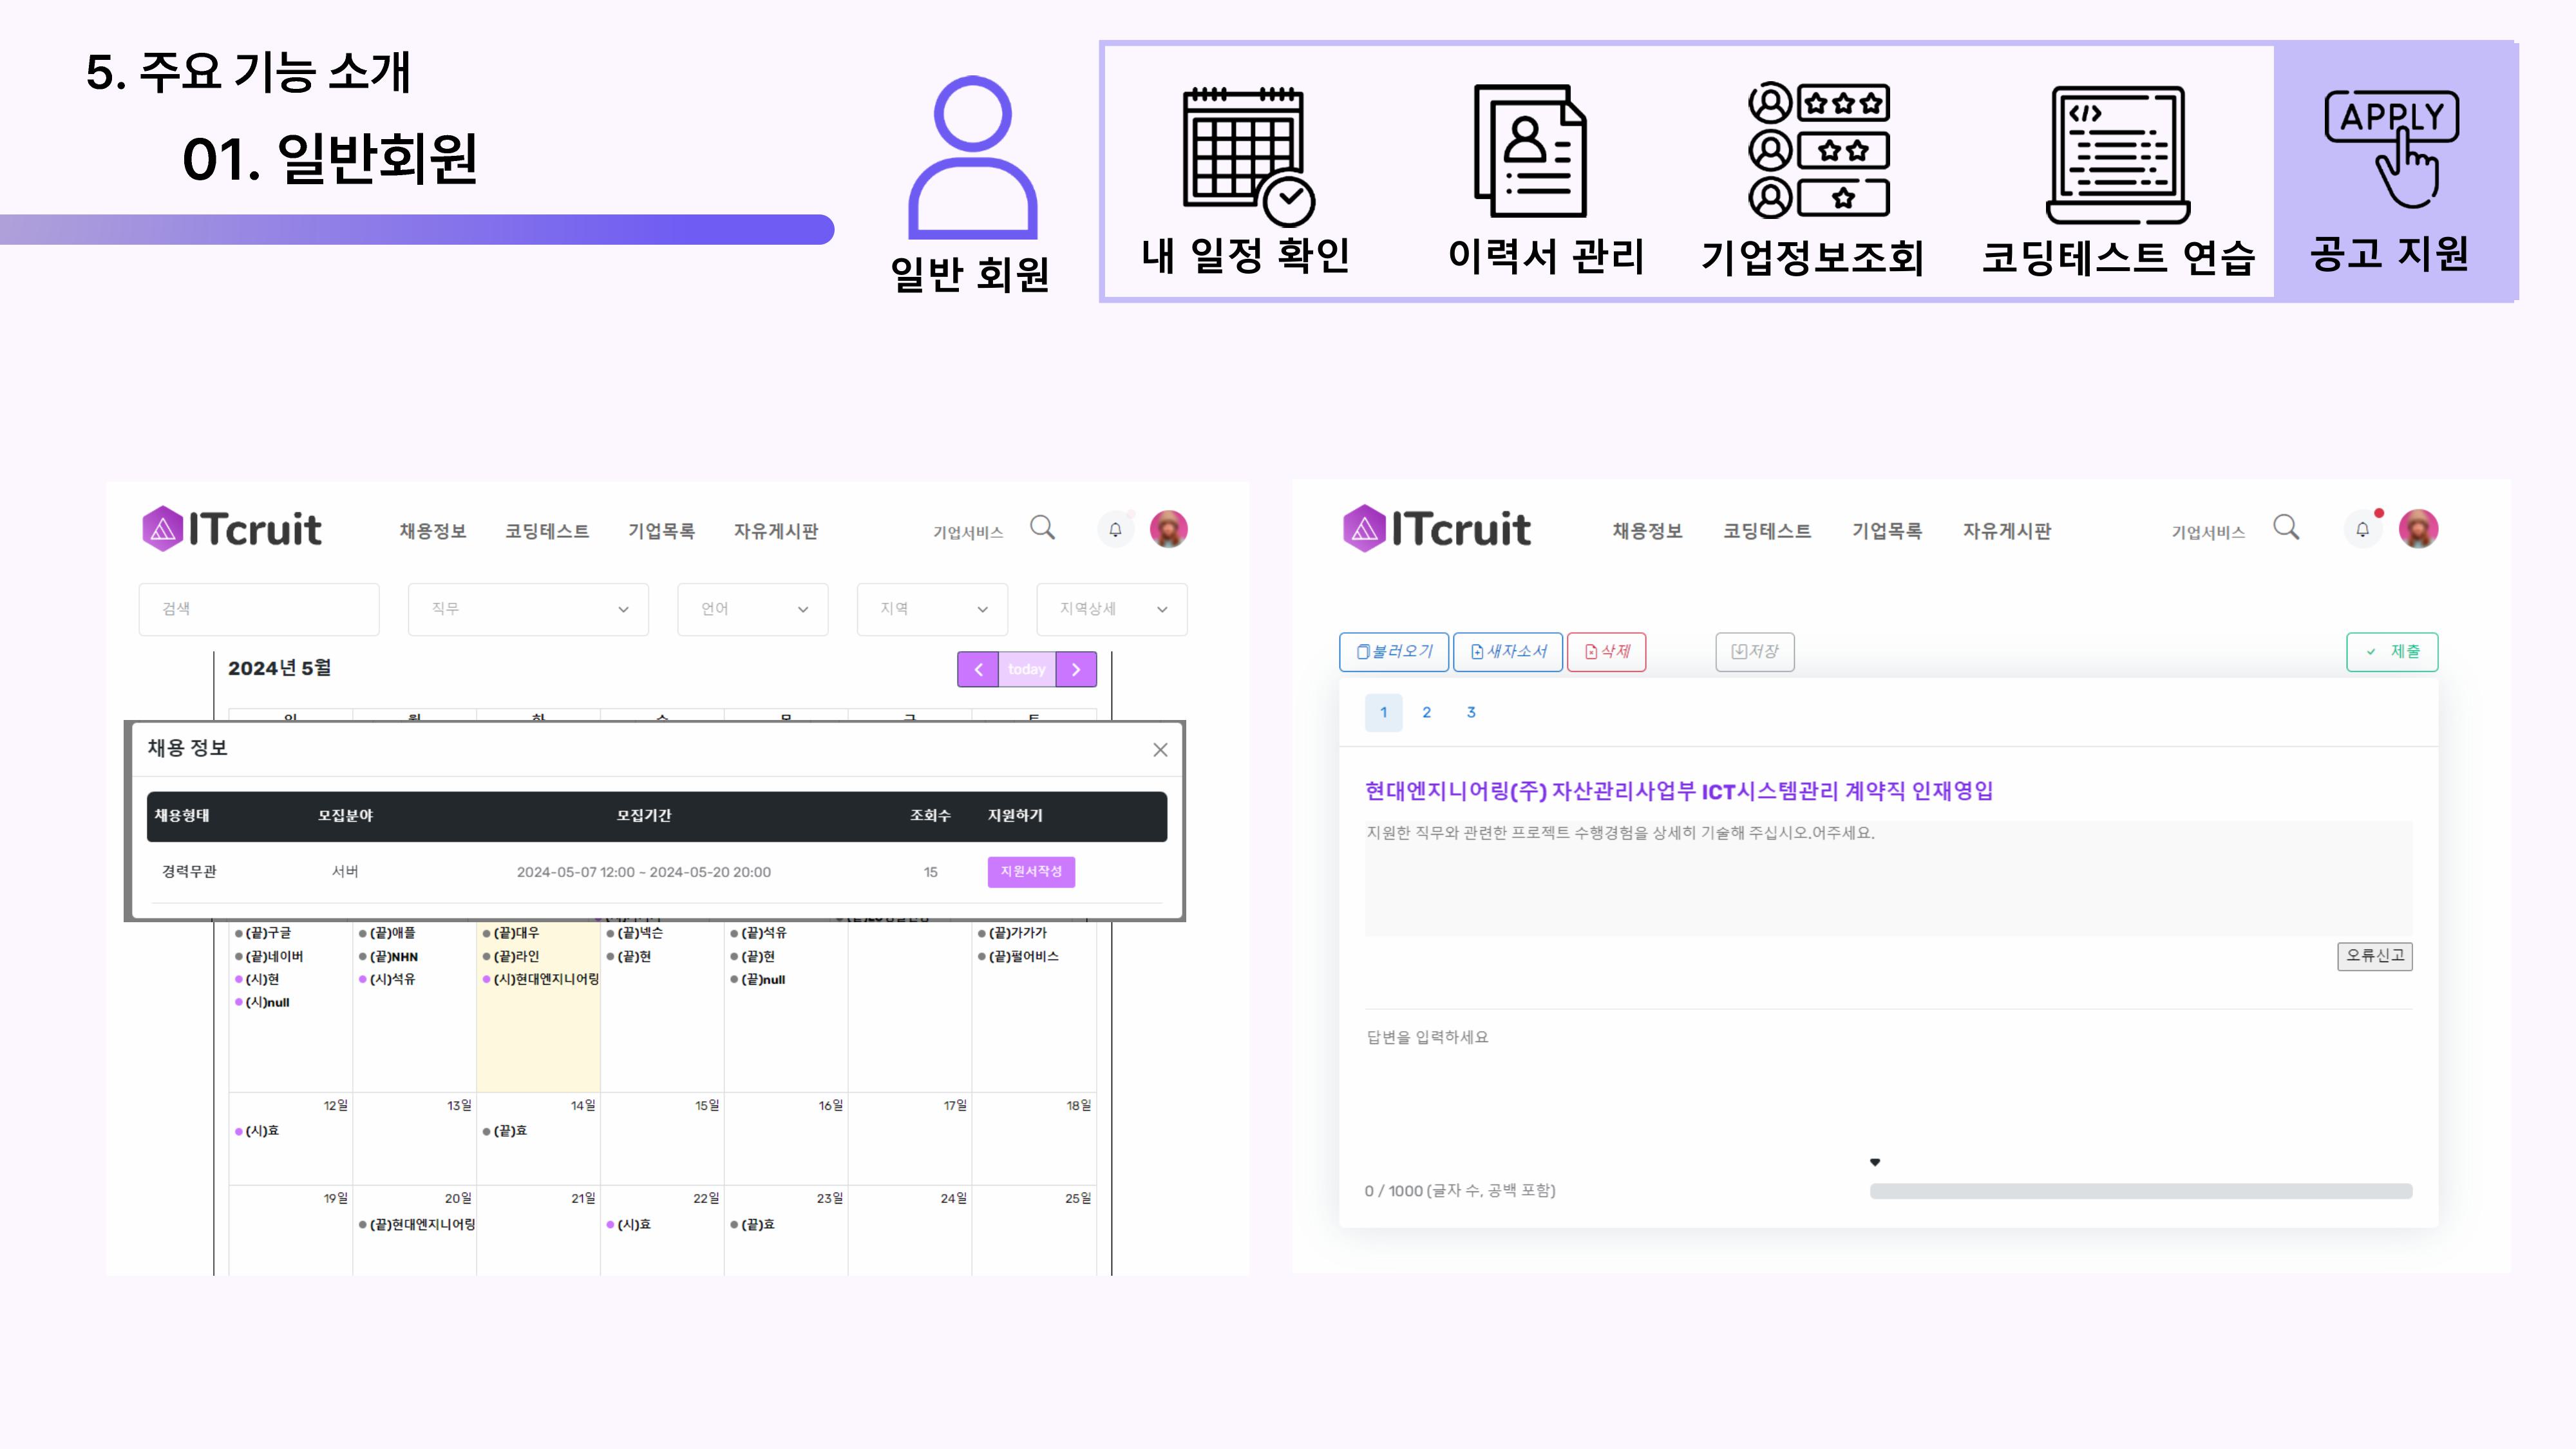 5. 주요 기능 소개
01. 일반회원
일반 회원
내 일정 확인
이력서 관리
기업정보조회
코딩테스트 연습
APPLY
공고 지원
ITcruit
채용정보 코딩테스트 기업목록 자유게시판 기업서비스
검색 직무 언어 지역 지역상세
2024년 5월
today
채용 정보
채용형태 모집분야 모집기간 조회수 지원하기
경력무관 서버 2024-05-07 12:00 ~ 2024-05-20 20:00 15 지원서작성
(끝)구글 (끝)애플 (끝)대우 (끝)넥슨 (끝)석유 (끝)가가가
(끝)네이버 (끝)NHN (끝)라인 (끝)현 (끝)현 (끝)펄어비스
(시)현 (시)석유 (시)현대엔지니어링 (끝)null
(시)null
12일 13일 14일 15일 16일 17일 18일
(시)효 (끝)효
19일 20일 21일 22일 23일 24일 25일
(끝)현대엔지니어링 (시)효 (끝)효
ITcruit
채용정보 코딩테스트 기업목록 자유게시판 기업서비스
불러오기 새자소서 삭제 저장 제출
1 2 3
현대엔지니어링(주) 자산관리사업부 ICT시스템관리 계약직 인재영입
지원한 직무와 관련한 프로젝트 수행경험을 상세히 기술해 주십시오.어주세요.
오류신고
답변을 입력하세요
0 / 1000 (글자 수, 공백 포함)